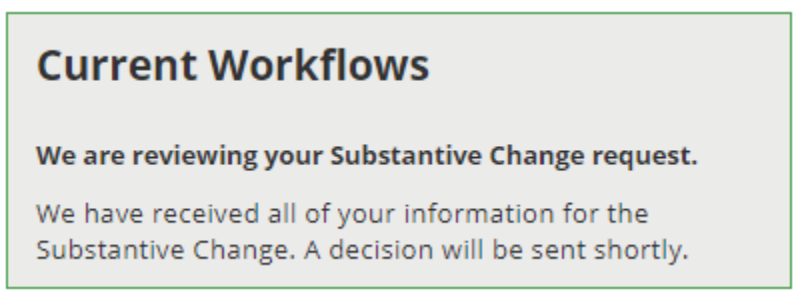 Current Workflows
We are reviewing your Substantive Change request.
We have received all of your information for the
Substantive Change. A decision will be sent shortly.